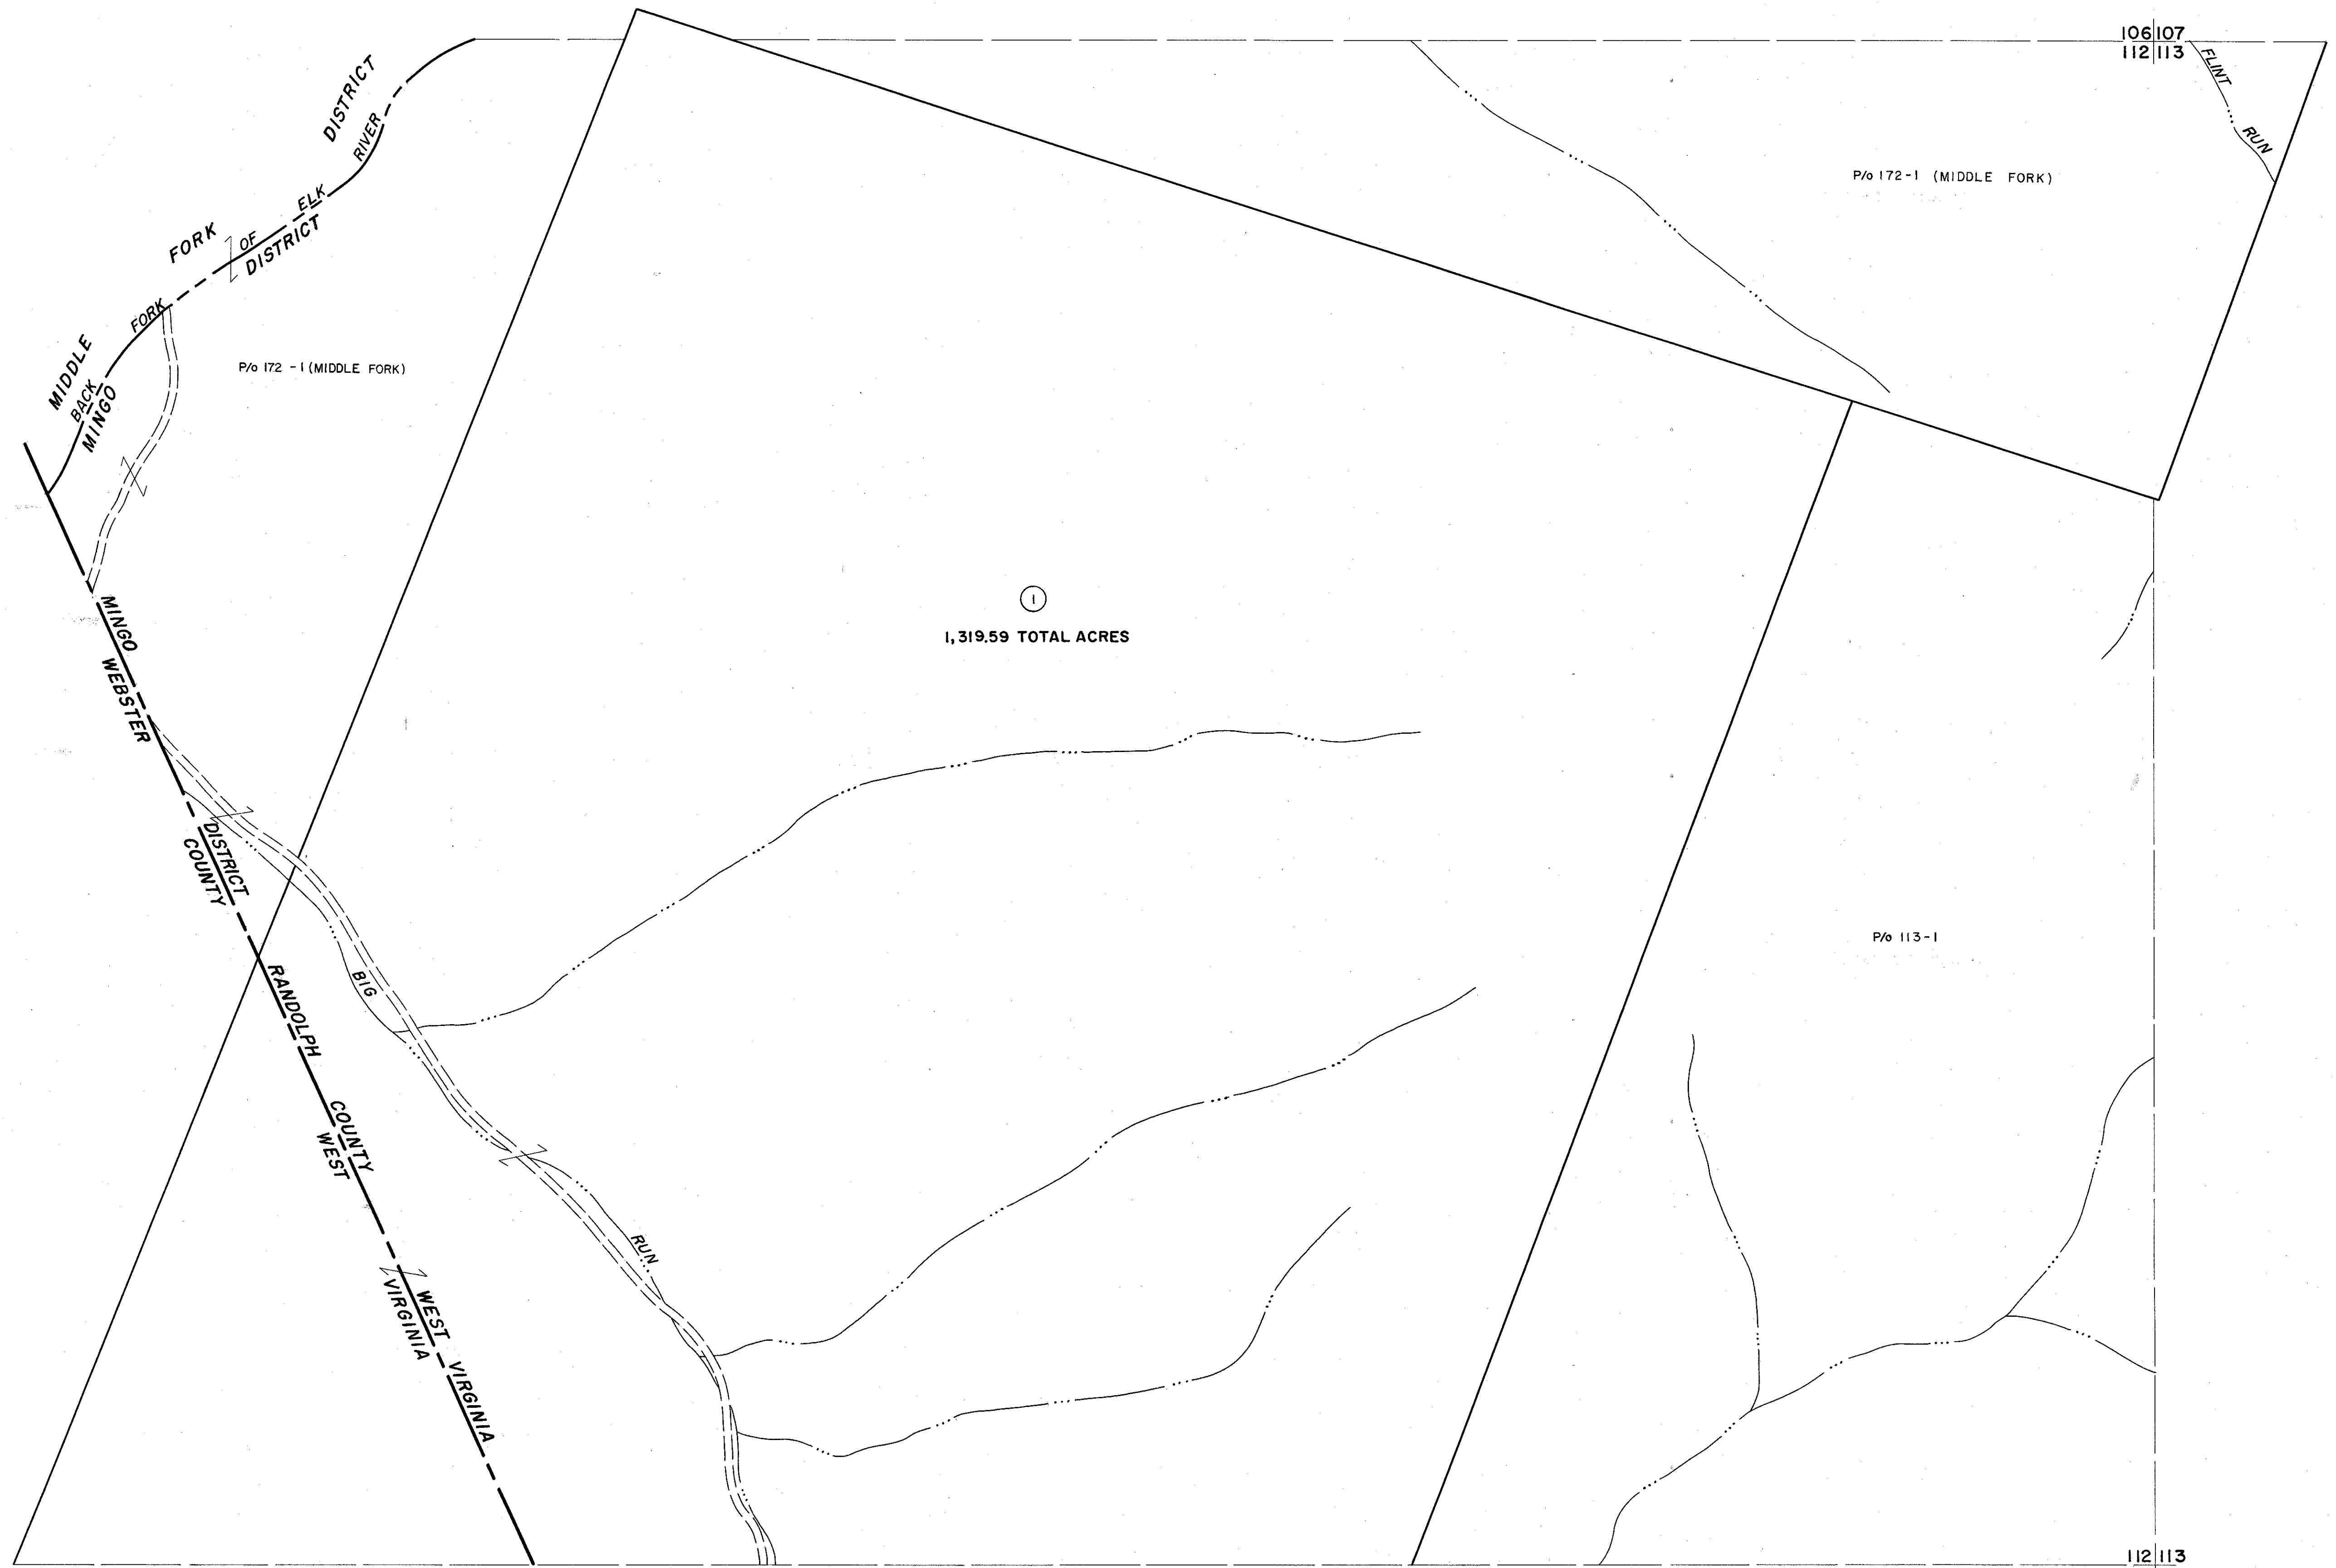 106 107
112 113
FLINT
RUN
P/o 172-1 (MIDDLE FORK)
MIDDLE FORK DISTRICT
BACK FORK OF ELK RIVER
MINGO DISTRICT
P/o 172 - 1 (MIDDLE FORK)
1
1,319.59 TOTAL ACRES
MINGO DISTRICT RANDOLPH COUNTY WEST VIRGINIA
WEBSTER COUNTY WEST VIRGINIA
BIG
RUN
P/o 113-1
112 113